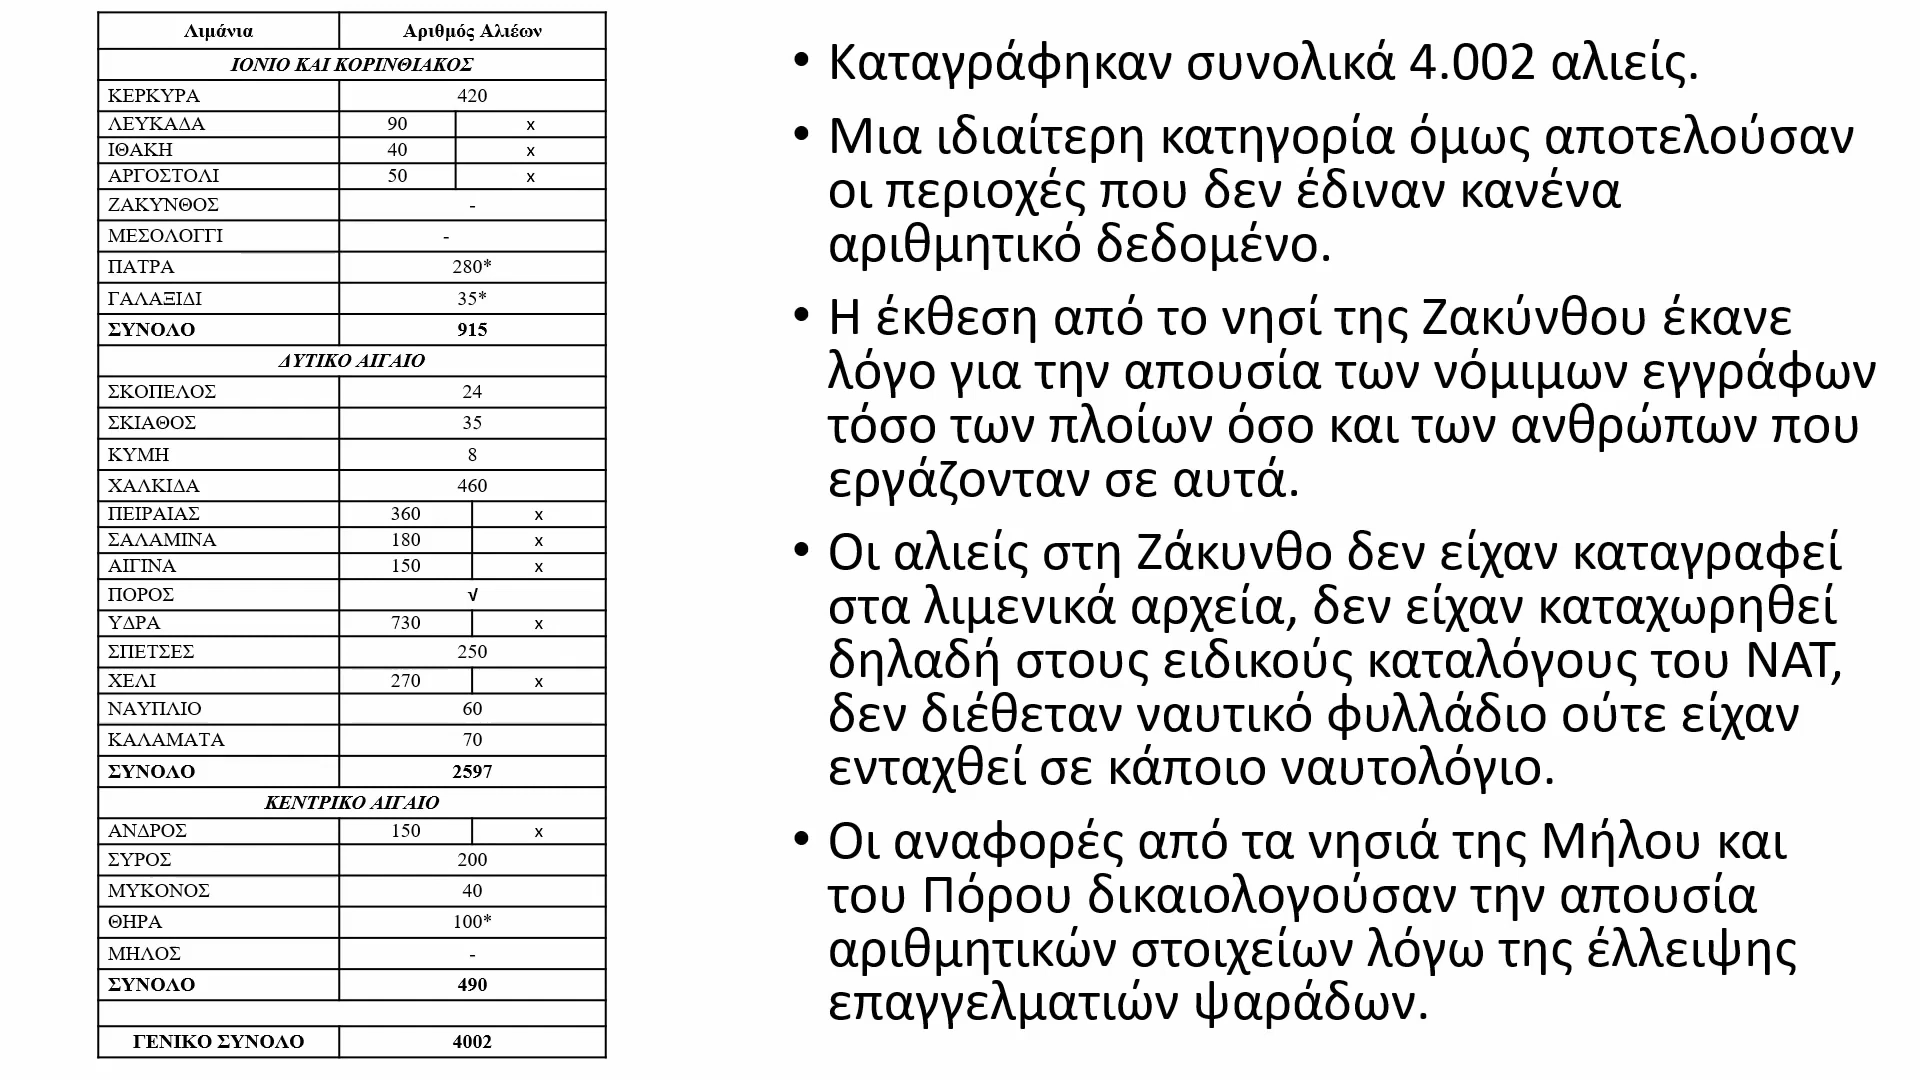 Λιμάνια Αριθμός Αλιέων
ΙΟΝΙΟ ΚΑΙ ΚΟΡΙΝΘΙΑΚΟΣ
ΚΕΡΚΥΡΑ 420
ΛΕΥΚΑΔΑ 90 x
ΙΘΑΚΗ 40 x
ΑΡΓΟΣΤΟΛΙ 50 x
ΖΑΚΥΝΘΟΣ -
ΜΕΣΟΛΟΓΓΙ -
ΠΑΤΡΑ 280*
ΓΑΛΑΞΙΔΙ 35*
ΣΥΝΟΛΟ 915
ΔΥΤΙΚΟ ΑΙΓΑΙΟ
ΣΚΟΠΕΛΟΣ 24
ΣΚΙΑΘΟΣ 35
ΚΥΜΗ 8
ΧΑΛΚΙΔΑ 460
ΠΕΙΡΑΙΑΣ 360 x
ΣΑΛΑΜΙΝΑ 180 x
ΑΙΓΙΝΑ 150 x
ΠΟΡΟΣ √
ΥΔΡΑ 730 x
ΣΠΕΤΣΕΣ 250
ΧΕΛΙ 270 x
ΝΑΥΠΛΙΟ 60
ΚΑΛΑΜΑΤΑ 70
ΣΥΝΟΛΟ 2597
ΚΕΝΤΡΙΚΟ ΑΙΓΑΙΟ
ΑΝΔΡΟΣ 150 x
ΣΥΡΟΣ 200
ΜΥΚΟΝΟΣ 40
ΘΗΡΑ 100*
ΜΗΛΟΣ -
ΣΥΝΟΛΟ 490
ΓΕΝΙΚΟ ΣΥΝΟΛΟ 4002
• Καταγράφηκαν συνολικά 4.002 αλιείς.
• Μια ιδιαίτερη κατηγορία όμως αποτελούσαν
οι περιοχές που δεν έδιναν κανένα
αριθμητικό δεδομένο.
• Η έκθεση από το νησί της Ζακύνθου έκανε
λόγο για την απουσία των νόμιμων εγγράφων
τόσο των πλοίων όσο και των ανθρώπων που
εργάζονταν σε αυτά.
• Οι αλιείς στη Ζάκυνθο δεν είχαν καταγραφεί
στα λιμενικά αρχεία, δεν είχαν καταχωρηθεί
δηλαδή στους ειδικούς καταλόγους του ΝΑΤ,
δεν διέθεταν ναυτικό φυλλάδιο ούτε είχαν
ενταχθεί σε κάποιο ναυτολόγιο.
• Οι αναφορές από τα νησιά της Μήλου και
του Πόρου δικαιολογούσαν την απουσία
αριθμητικών στοιχείων λόγω της έλλειψης
επαγγελματιών ψαράδων.